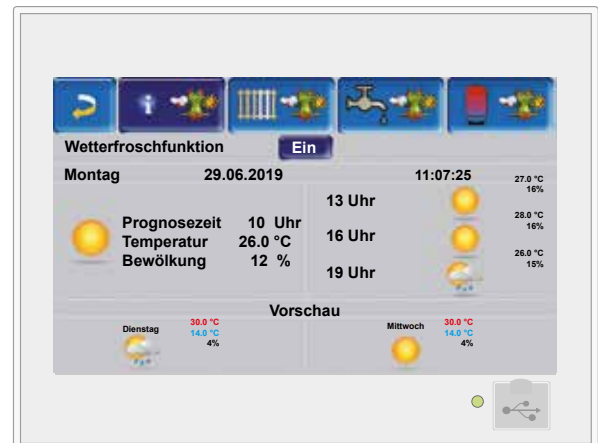 Wetterfroschfunktion Ein
Montag 29.06.2019 11:07:25
27.0 °C
16%
13 Uhr
Prognosezeit 10 Uhr
28.0 °C
16%
Temperatur 26.0 °C
16 Uhr
Bewölkung 12 %
26.0 °C
15%
19 Uhr
Vorschau
Dienstag
30.0 °C
14.0 °C
4%
Mittwoch
30.0 °C
14.0 °C
4%